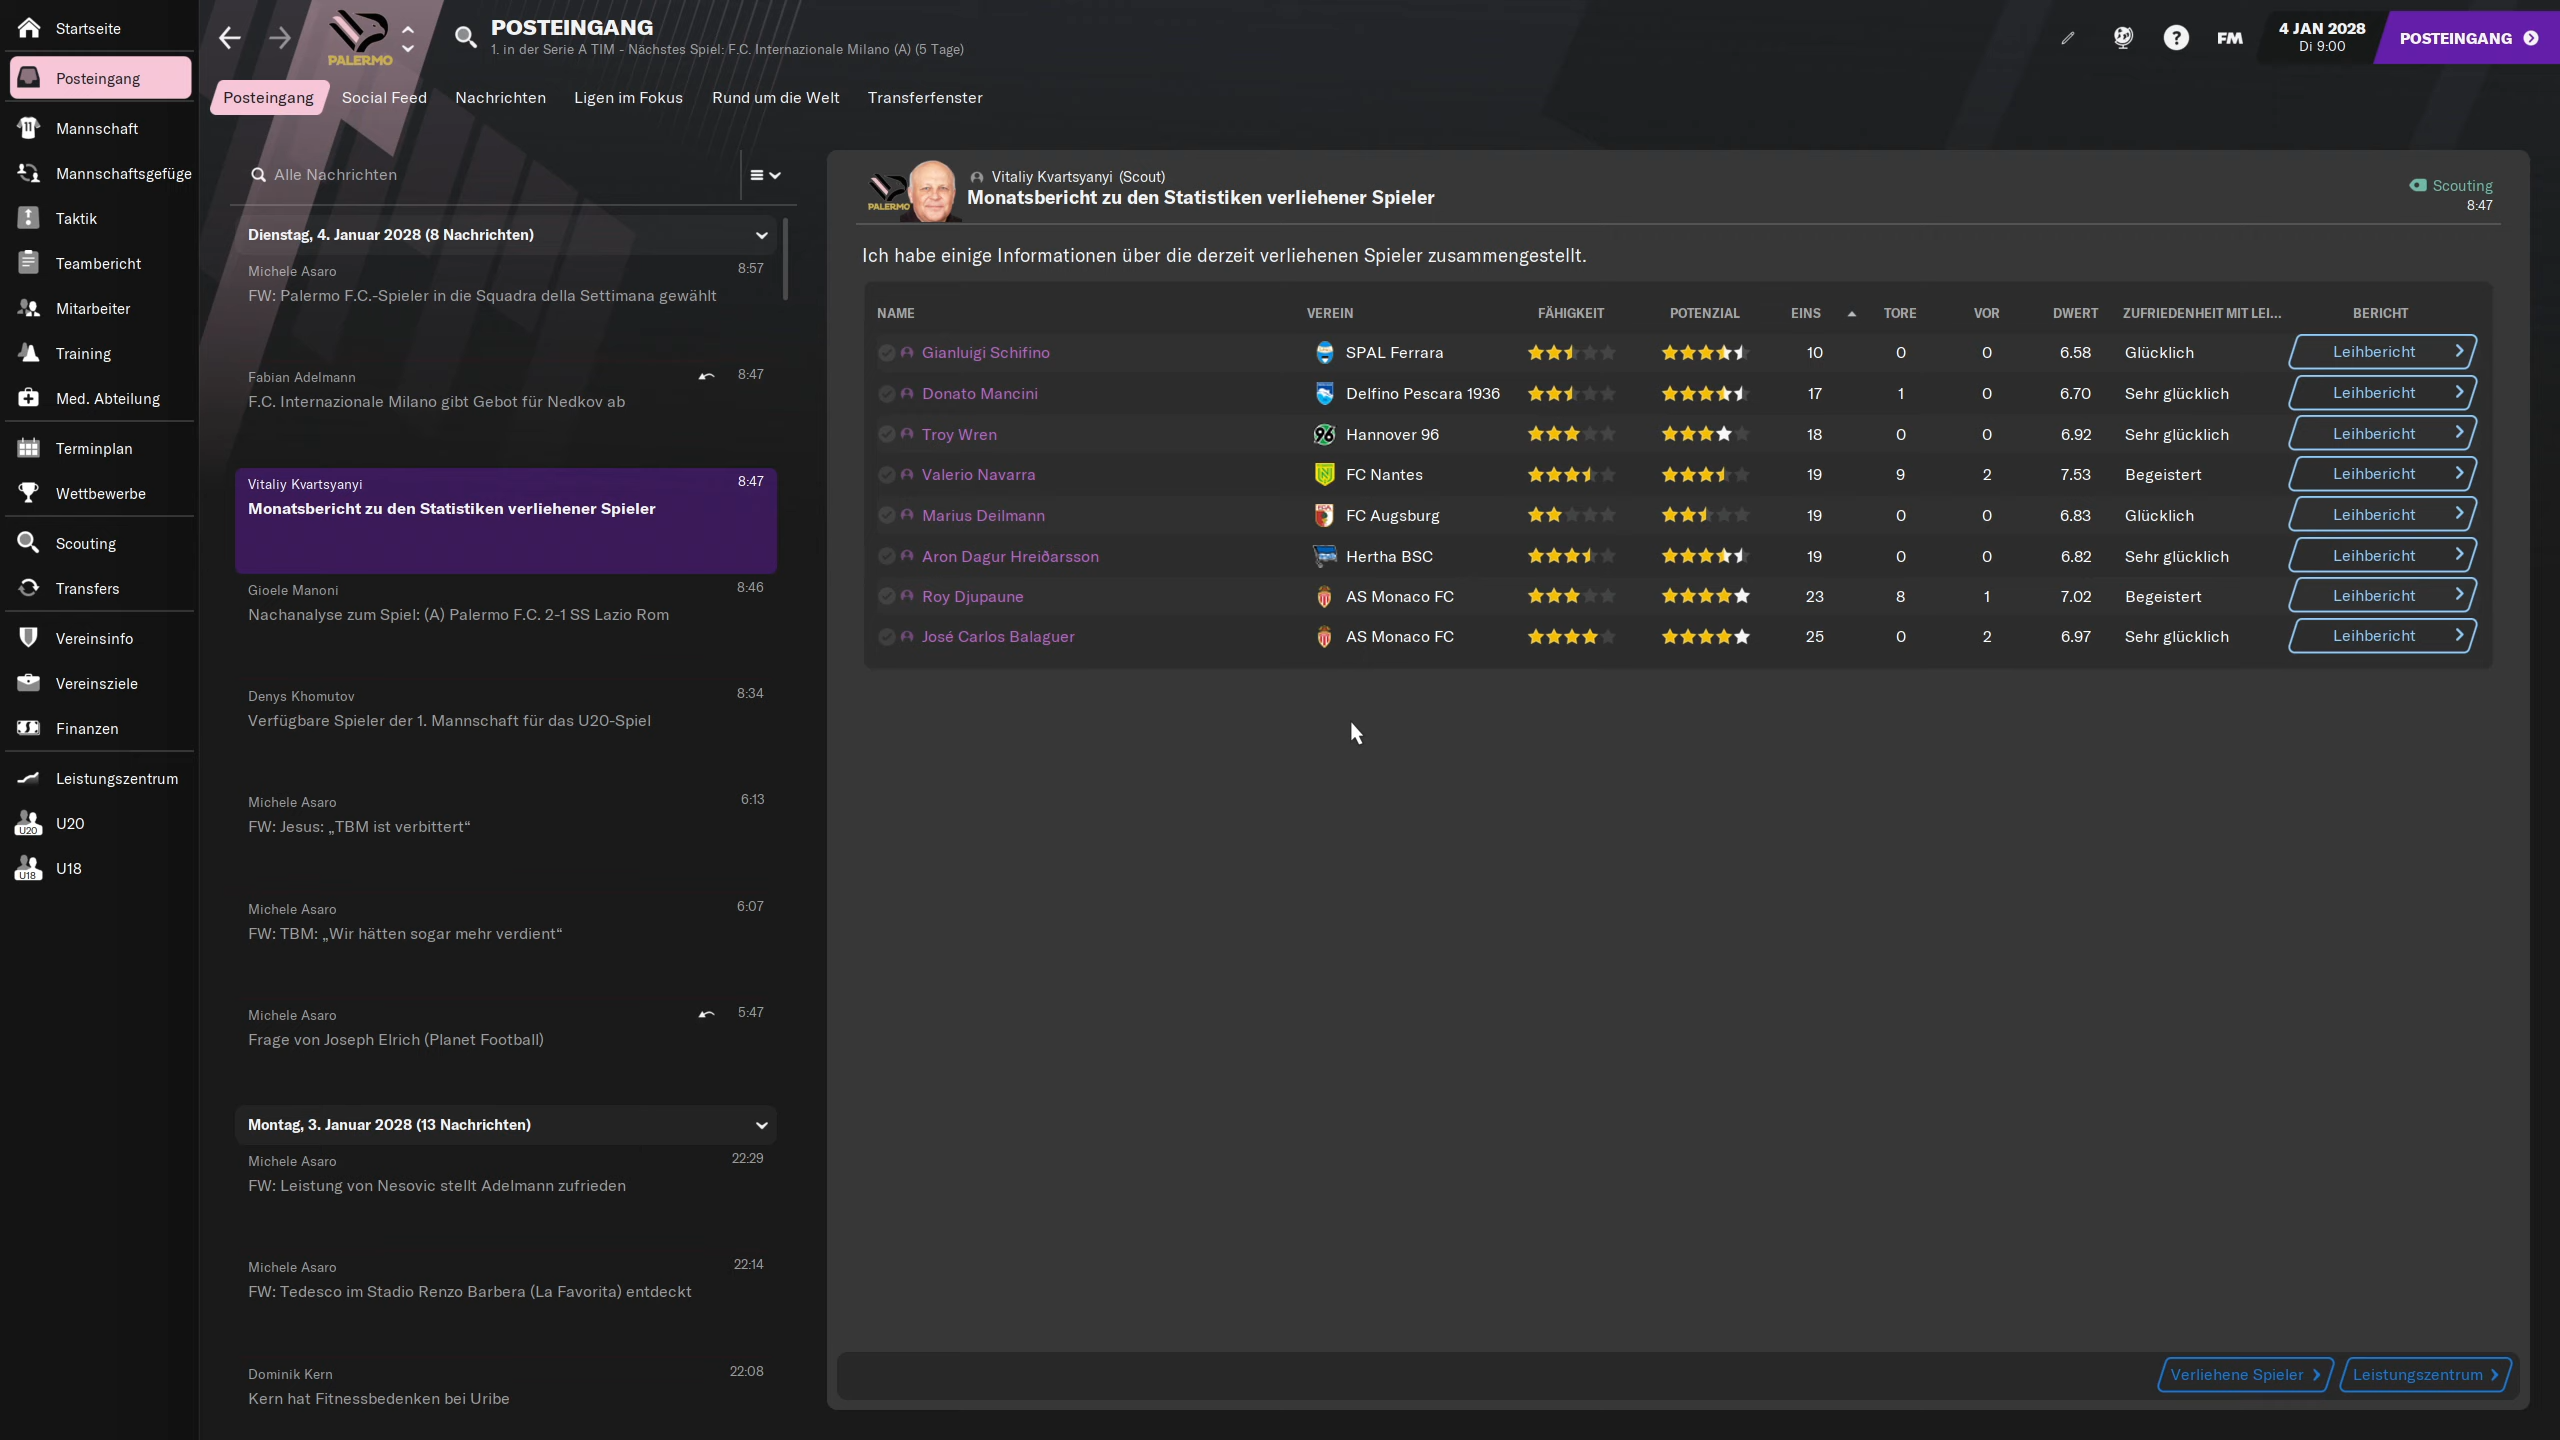 Startseite
Posteingang
Mannschaft
Mannschaftsgefüge
Taktik
Teambericht
Mitarbeiter
Training
Med. Abteilung
Terminplan
Wettbewerbe
Scouting
Transfers
Vereinsinfo
Vereinsziele
Finanzen
Leistungszentrum
U20 U20
U18 U18
PALERMO
POSTEINGANG
1. in der Serie A TIM - Nächstes Spiel: F.C. Internazionale Milano (A) (5 Tage)
FM
4 JAN 2028
Di 9:00
POSTEINGANG
Posteingang Social Feed Nachrichten Ligen im Fokus Rund um die Welt Transferfenster
Alle Nachrichten
Dienstag, 4. Januar 2028 (8 Nachrichten)
Michele Asaro 8:57
FW: Palermo F.C.-Spieler in die Squadra della Settimana gewählt
Fabian Adelmann 8:47
F.C. Internazionale Milano gibt Gebot für Nedkov ab
Vitaliy Kvartsyanyi 8:47
Monatsbericht zu den Statistiken verliehener Spieler
Gioele Manoni 8:46
Nachanalyse zum Spiel: (A) Palermo F.C. 2-1 SS Lazio Rom
Denys Khomutov 8:34
Verfügbare Spieler der 1. Mannschaft für das U20-Spiel
Michele Asaro 6:13
FW: Jesus: „TBM ist verbittert“
Michele Asaro 6:07
FW: TBM: „Wir hätten sogar mehr verdient“
Michele Asaro 5:47
Frage von Joseph Elrich (Planet Football)
Montag, 3. Januar 2028 (13 Nachrichten)
Michele Asaro 22:29
FW: Leistung von Nesovic stellt Adelmann zufrieden
Michele Asaro 22:14
FW: Tedesco im Stadio Renzo Barbera (La Favorita) entdeckt
Dominik Kern 22:08
Kern hat Fitnessbedenken bei Uribe
PALERMO
Vitaliy Kvartsyanyi (Scout)
Monatsbericht zu den Statistiken verliehener Spieler
Scouting
8:47
Ich habe einige Informationen über die derzeit verliehenen Spieler zusammengestellt.
NAME VEREIN FÄHIGKEIT POTENZIAL EINS TORE VOR DWERT ZUFRIEDENHEIT MIT LEI... BERICHT
Gianluigi Schifino SPAL Ferrara 10 0 0 6.58 Glücklich Leihbericht
Donato Mancini Delfino Pescara 1936 17 1 0 6.70 Sehr glücklich Leihbericht
Troy Wren 96 Hannover 96 18 0 0 6.92 Sehr glücklich Leihbericht
Valerio Navarra FC Nantes 19 9 2 7.53 Begeistert Leihbericht
Marius Deilmann FC Augsburg 19 0 0 6.83 Glücklich Leihbericht
Aron Dagur Hreiðarsson Hertha BSC 19 0 0 6.82 Sehr glücklich Leihbericht
Roy Djupaune AS Monaco FC 23 8 1 7.02 Begeistert Leihbericht
José Carlos Balaguer AS Monaco FC 25 0 2 6.97 Sehr glücklich Leihbericht
Verliehene Spieler Leistungszentrum